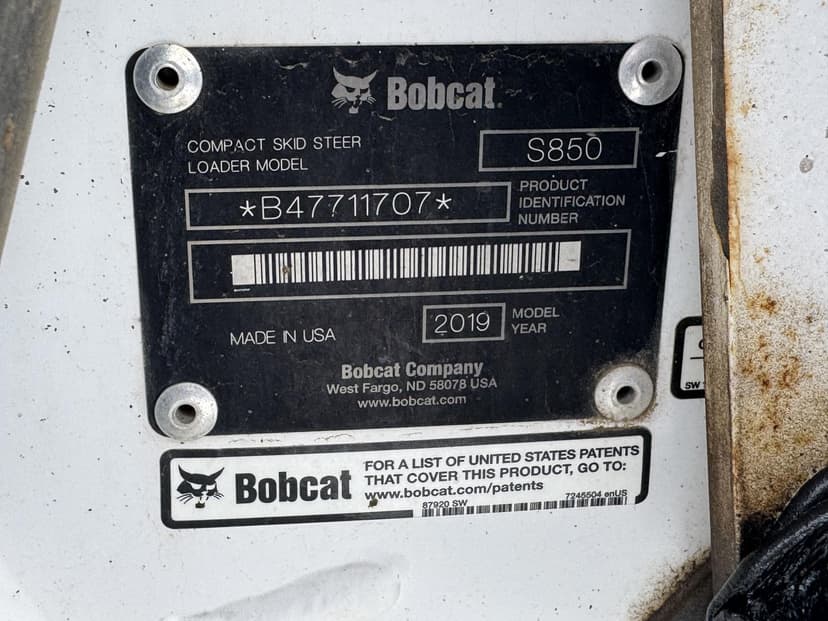 Bobcat
COMPACT SKID STEER
LOADER MODEL
S850
*B47711707*
PRODUCT
IDENTIFICATION
NUMBER
MADE IN USA
2019
MODEL
YEAR
Bobcat Company
West Fargo, ND 58078 USA
www.bobcat.com
SW
Bobcat
FOR A LIST OF UNITED STATES PATENTS
THAT COVER THIS PRODUCT, GO TO:
www.bobcat.com/patents
87920 SW
7245504 enUS